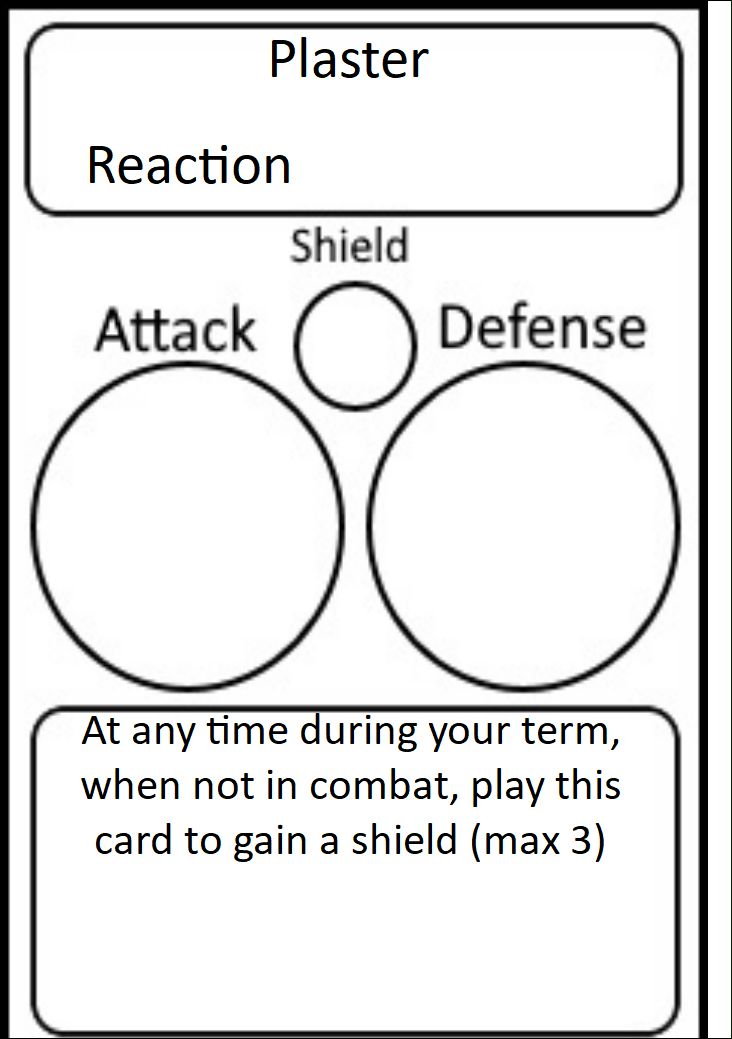 Plaster
Reaction
Shield
Attack
Defense
At any time during your term,
when not in combat, play this
card to gain a shield (max 3)